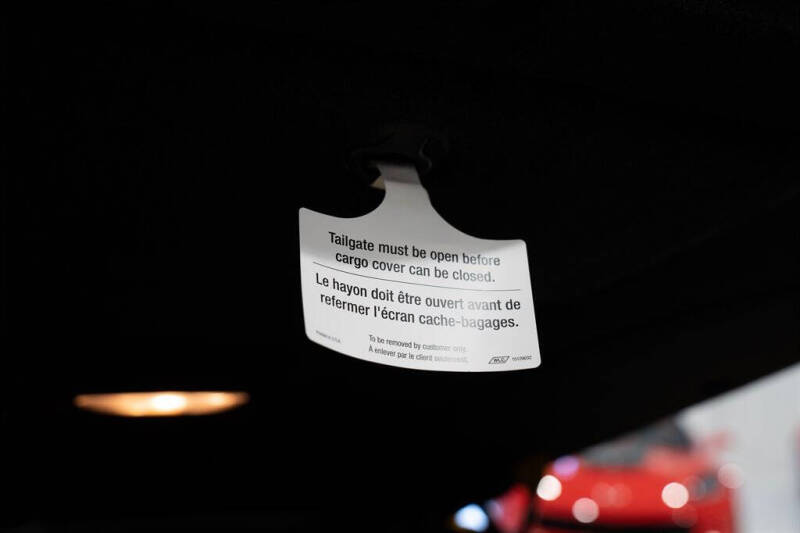 Tailgate must be open before
cargo cover can be closed.
Le hayon doit être ouvert avant de
refermer l'écran cache-bagages.
To be removed by customer only.
À enlever par le client seulement.